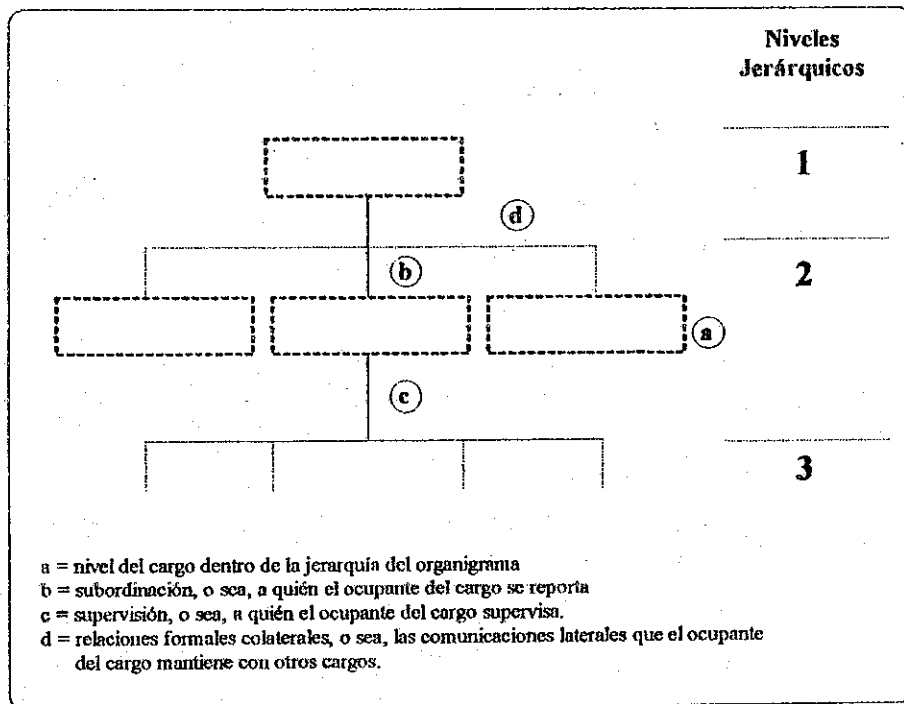 Niveles
Jerárquicos
1
d
b
2
a
c
3
a = nivel del cargo dentro de la jerarquía del organigrama
b = subordinación, o sea, a quién el ocupante del cargo se reporta
c = supervisión, o sea, a quién el ocupante del cargo supervisa.
d = relaciones formales colaterales, o sea, las comunicaciones laterales que el ocupante
del cargo mantiene con otros cargos.